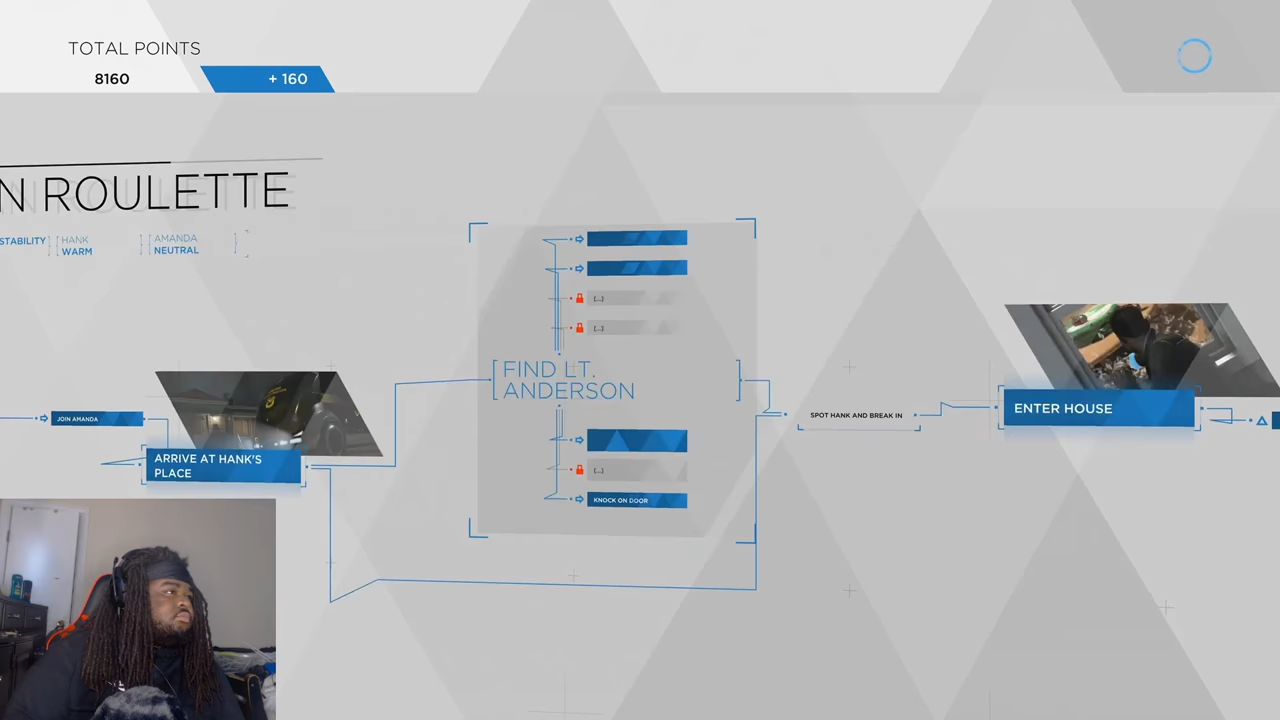 TOTAL POINTS
8160
+ 160
N ROULETTE
STABILITY
HANK
WARM
AMANDA
NEUTRAL
[...]
[...]
FIND LT.
ANDERSON
JOIN AMANDA
ARRIVE AT HANK'S
PLACE
SPOT HANK AND BREAK IN
ENTER HOUSE
[...]
KNOCK ON DOOR